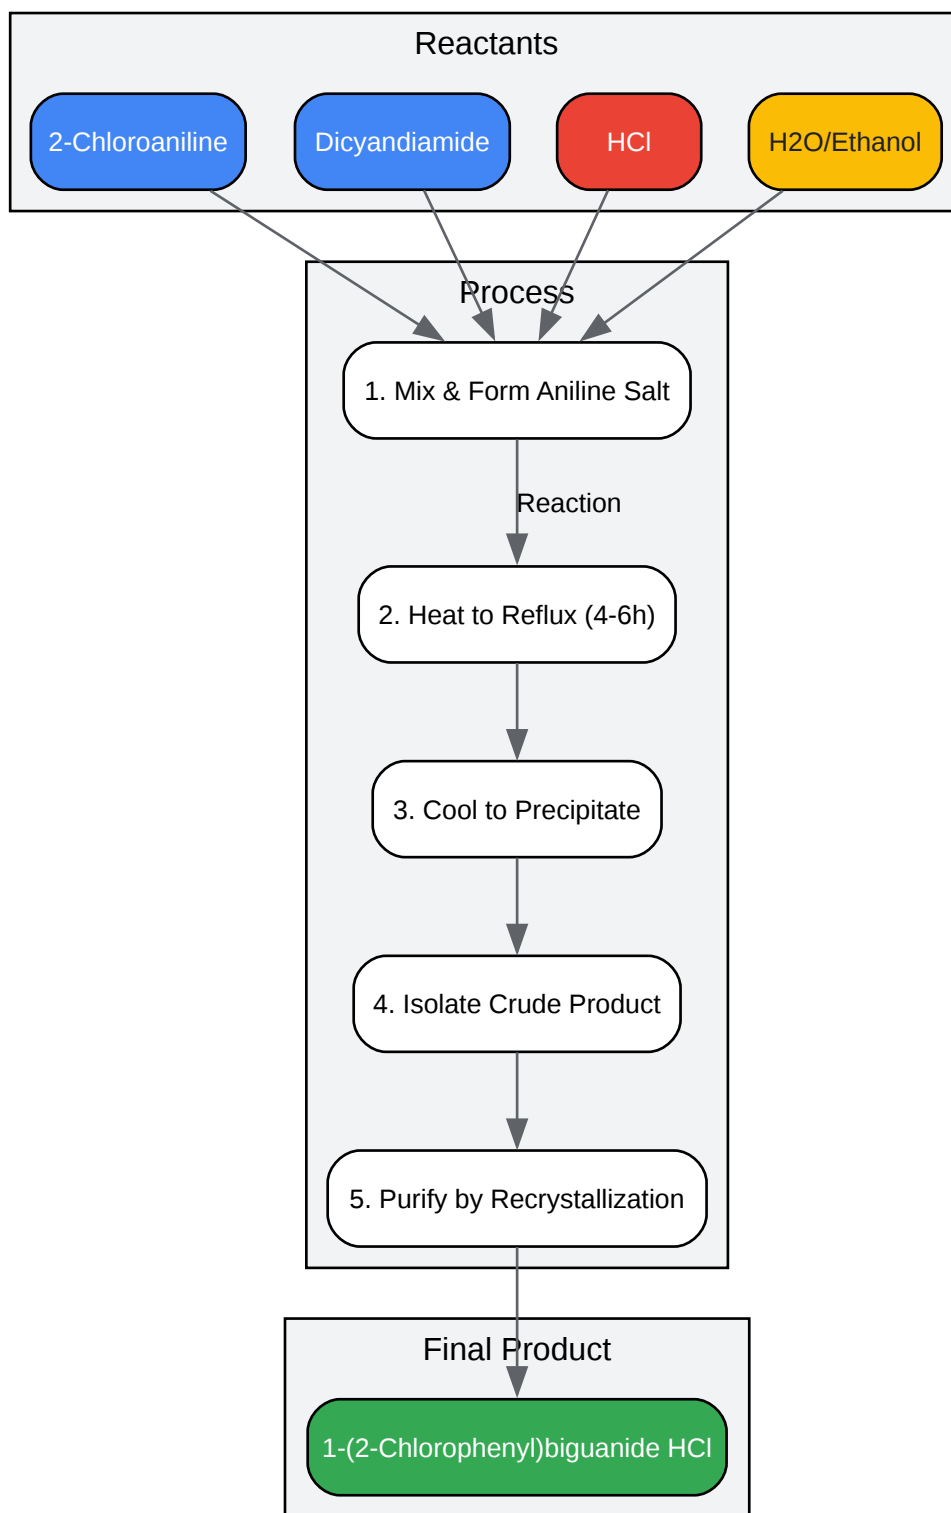 Reactants
2-Chloroaniline
Dicyandiamide
HCl
H2O/Ethanol
Process
1. Mix & Form Aniline Salt
Reaction
2. Heat to Reflux (4-6h)
3. Cool to Precipitate
4. Isolate Crude Product
5. Purify by Recrystallization
Final Product
1-(2-Chlorophenyl)biguanide HCl